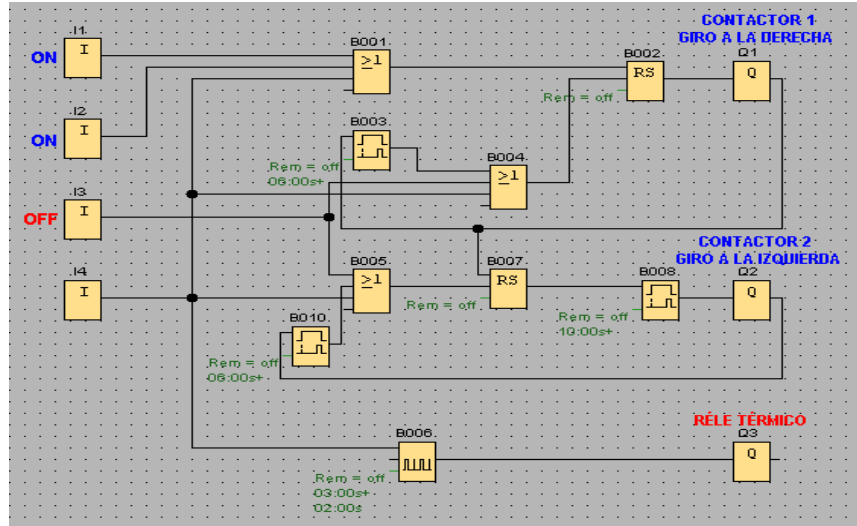 CONTACTOR 1
GIRO A LA DERECHA
I1
I
ON
B001
≥1
B002
RS
Rem = off
Q1
Q
I2
I
ON
B003
Rem = off
06:00s+
B004
≥1
I3
I
OFF
CONTACTOR 2
GIRO A LA IZQUIERDA
I4
I
B005
≥1
B007
RS
Rem = off
B008
Rem = off
10:00s+
Q2
Q
B010
Rem = off
06:00s+
RELE TÈRMICO
B006
Rem = off
03:00s+
02:00s
Q3
Q